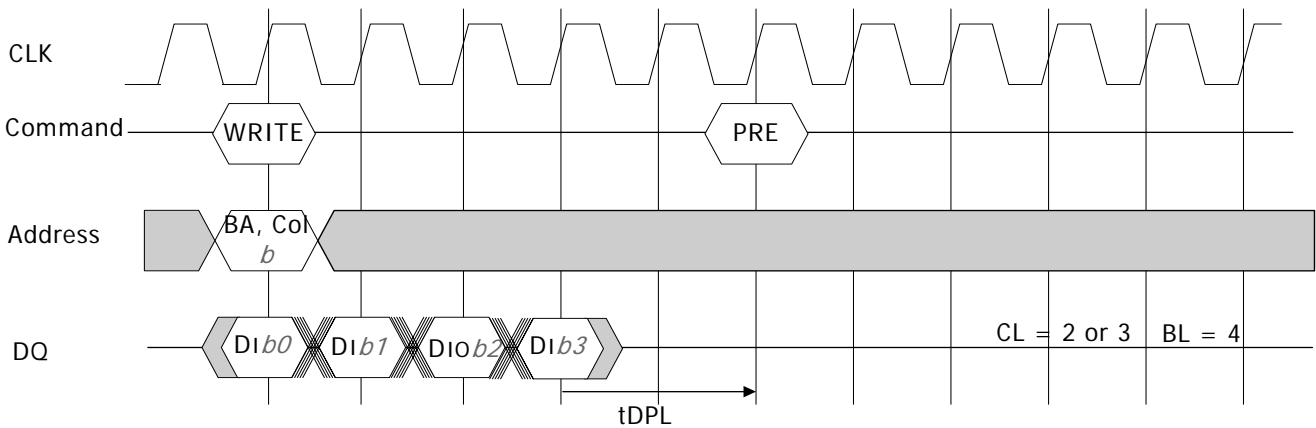 CLK
Command WRITE PRE
Address BA, Col
b
DQ DIb0 DIb1 DIOb2 DIb3 CL = 2 or 3 BL = 4
tDPL